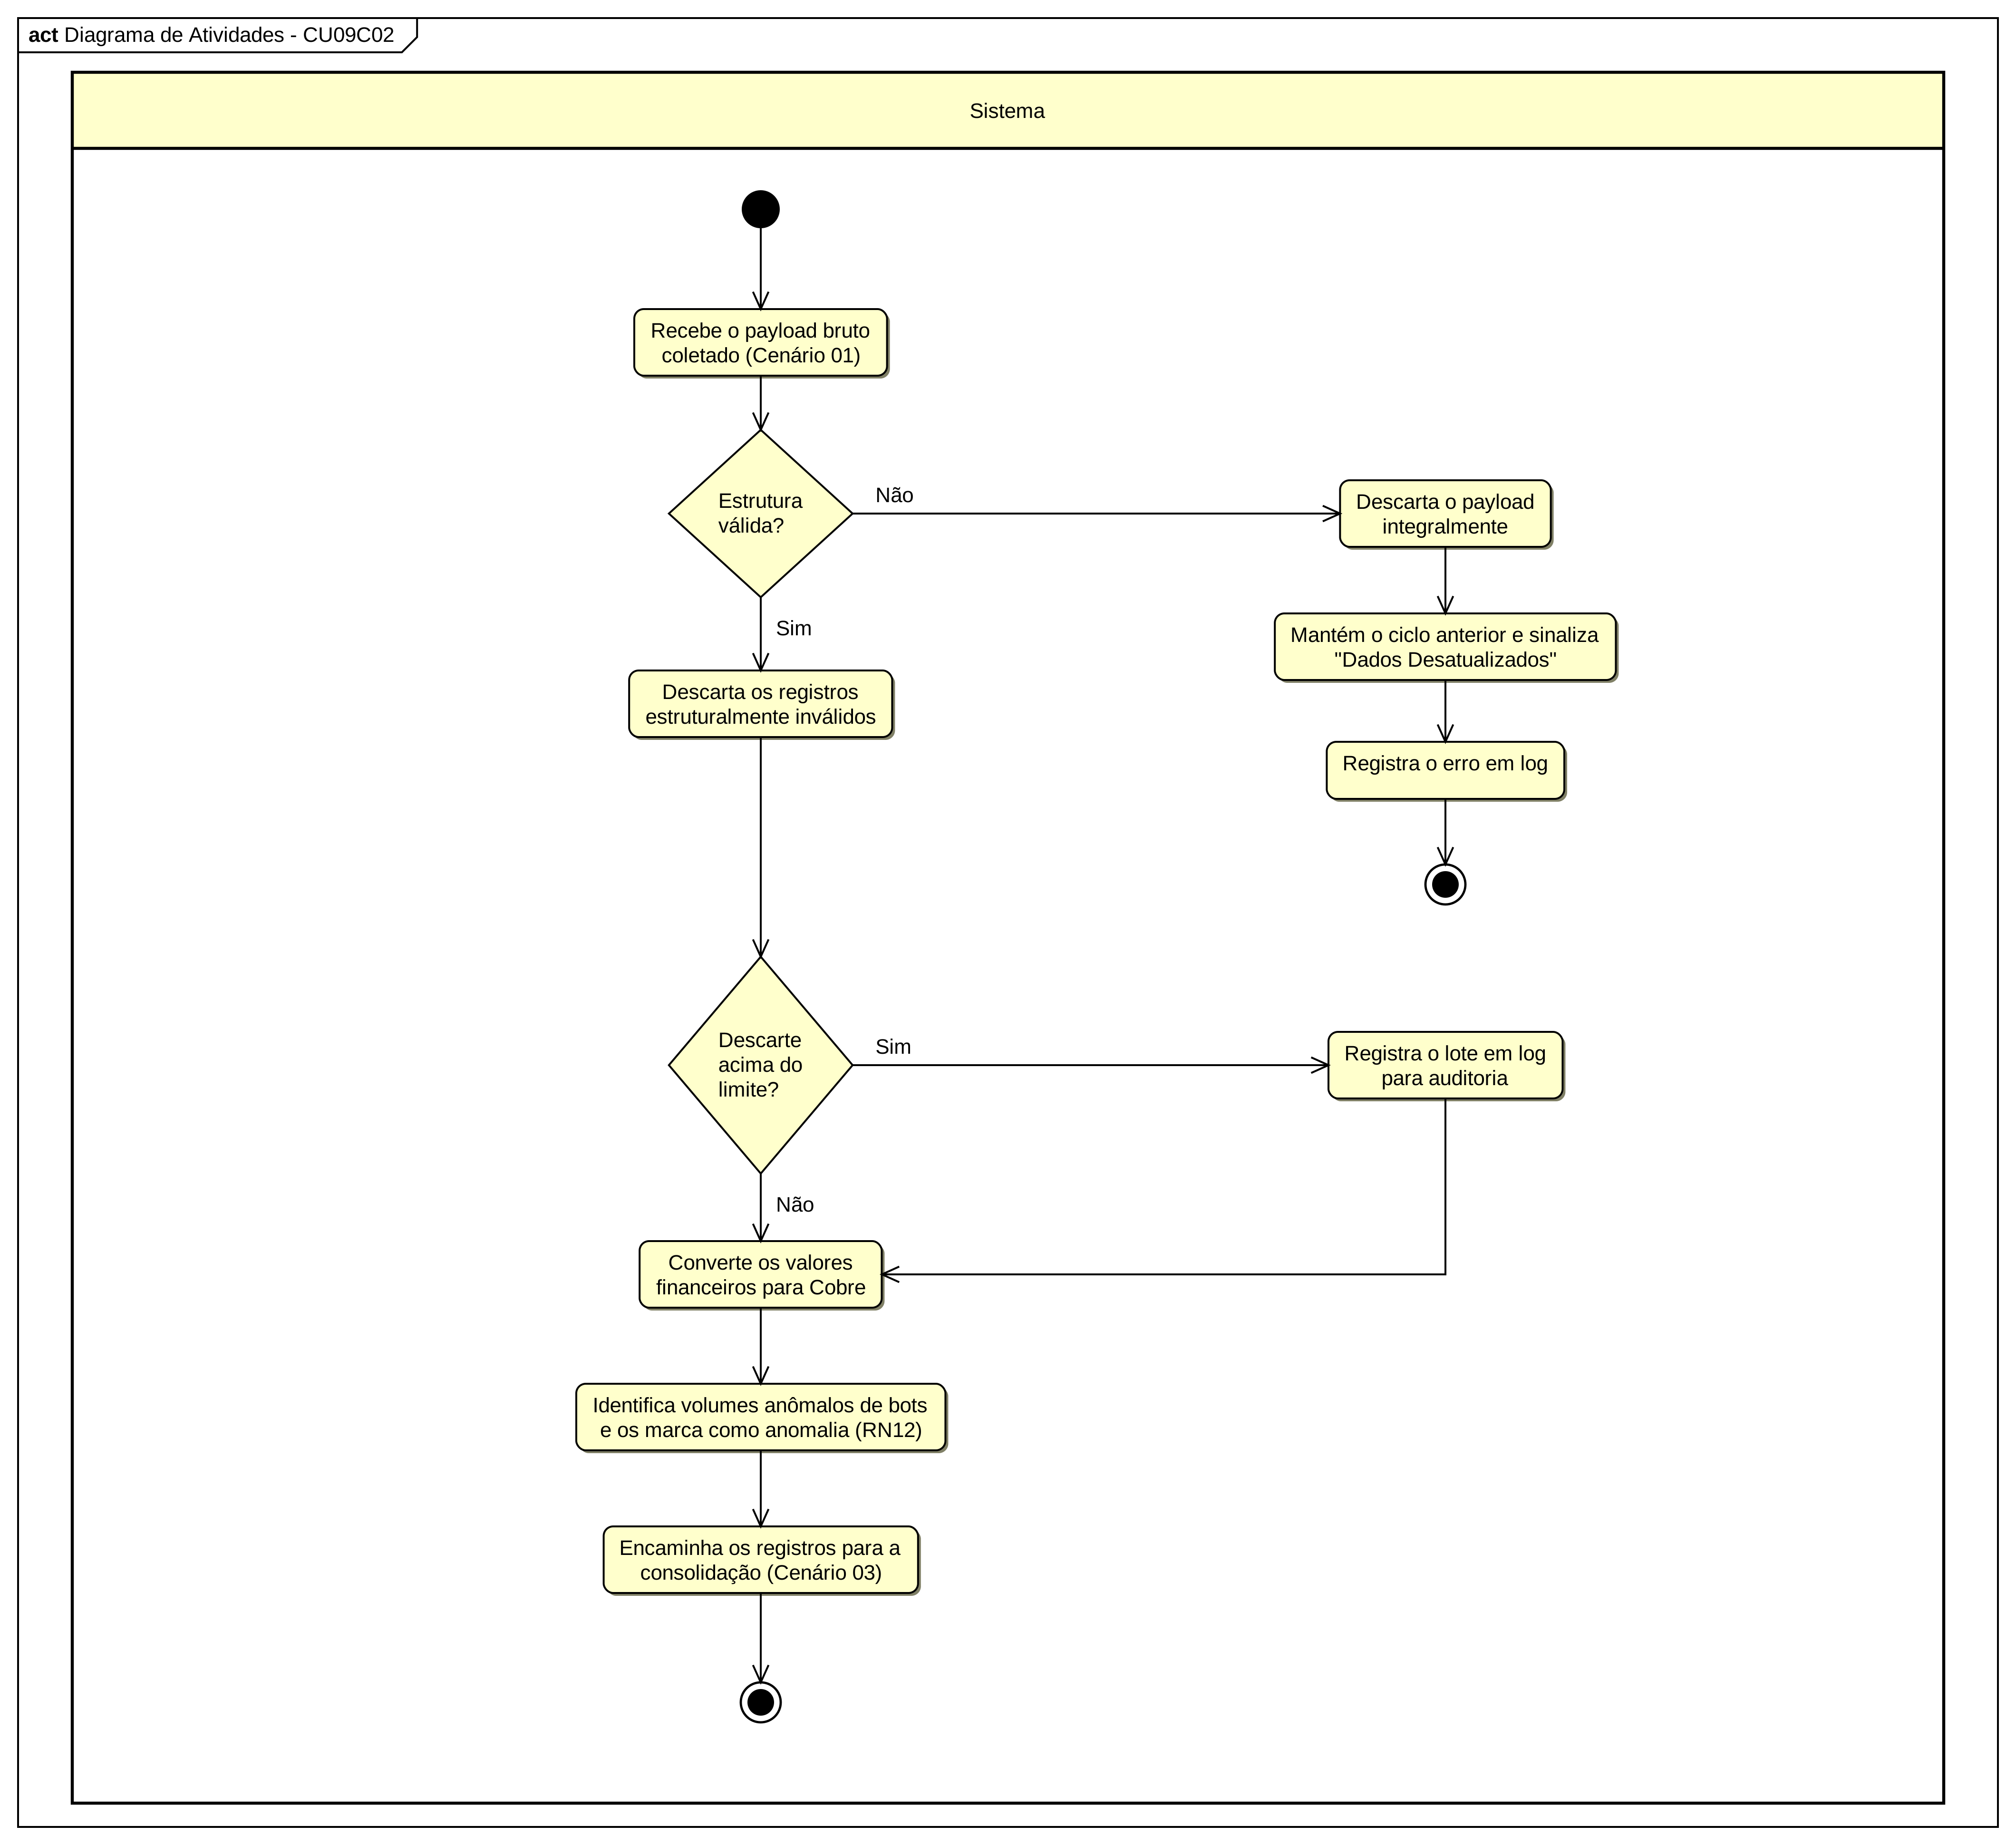 act Diagrama de Atividades - CU09C02
Sistema
Recebe o payload bruto
coletado (Cenário 01)
Estrutura
válida?
Não
Descarta o payload
integralmente
Sim
Mantém o ciclo anterior e sinaliza
"Dados Desatualizados"
Descarta os registros
estruturalmente inválidos
Registra o erro em log
Descarte
acima do
limite?
Sim
Registra o lote em log
para auditoria
Não
Converte os valores
financeiros para Cobre
Identifica volumes anômalos de bots
e os marca como anomalia (RN12)
Encaminha os registros para a
consolidação (Cenário 03)